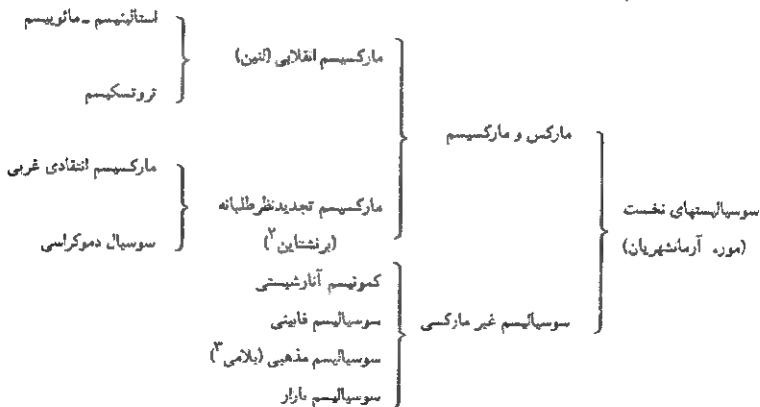 استالینیسم ـ مائوییسم
مارکسیسم انقلابی (لنین)
تروتسکیسم
مارکس و مارکسیسم
مارکسیسم انتقادی غربی
مارکسیسم تجدیدنظرطلبانه
(برنشتاین۲)
سوسیال دموکراسی
سوسیالیستهای نخست
(موره آرمانشهریان)
کمونیسم آنارشیستی
سوسیالیسم فابینی
سوسیالیسم غیر مارکسی
سوسیالیسم مذهبی (بلامی۳)
سوسیالیسم بازار